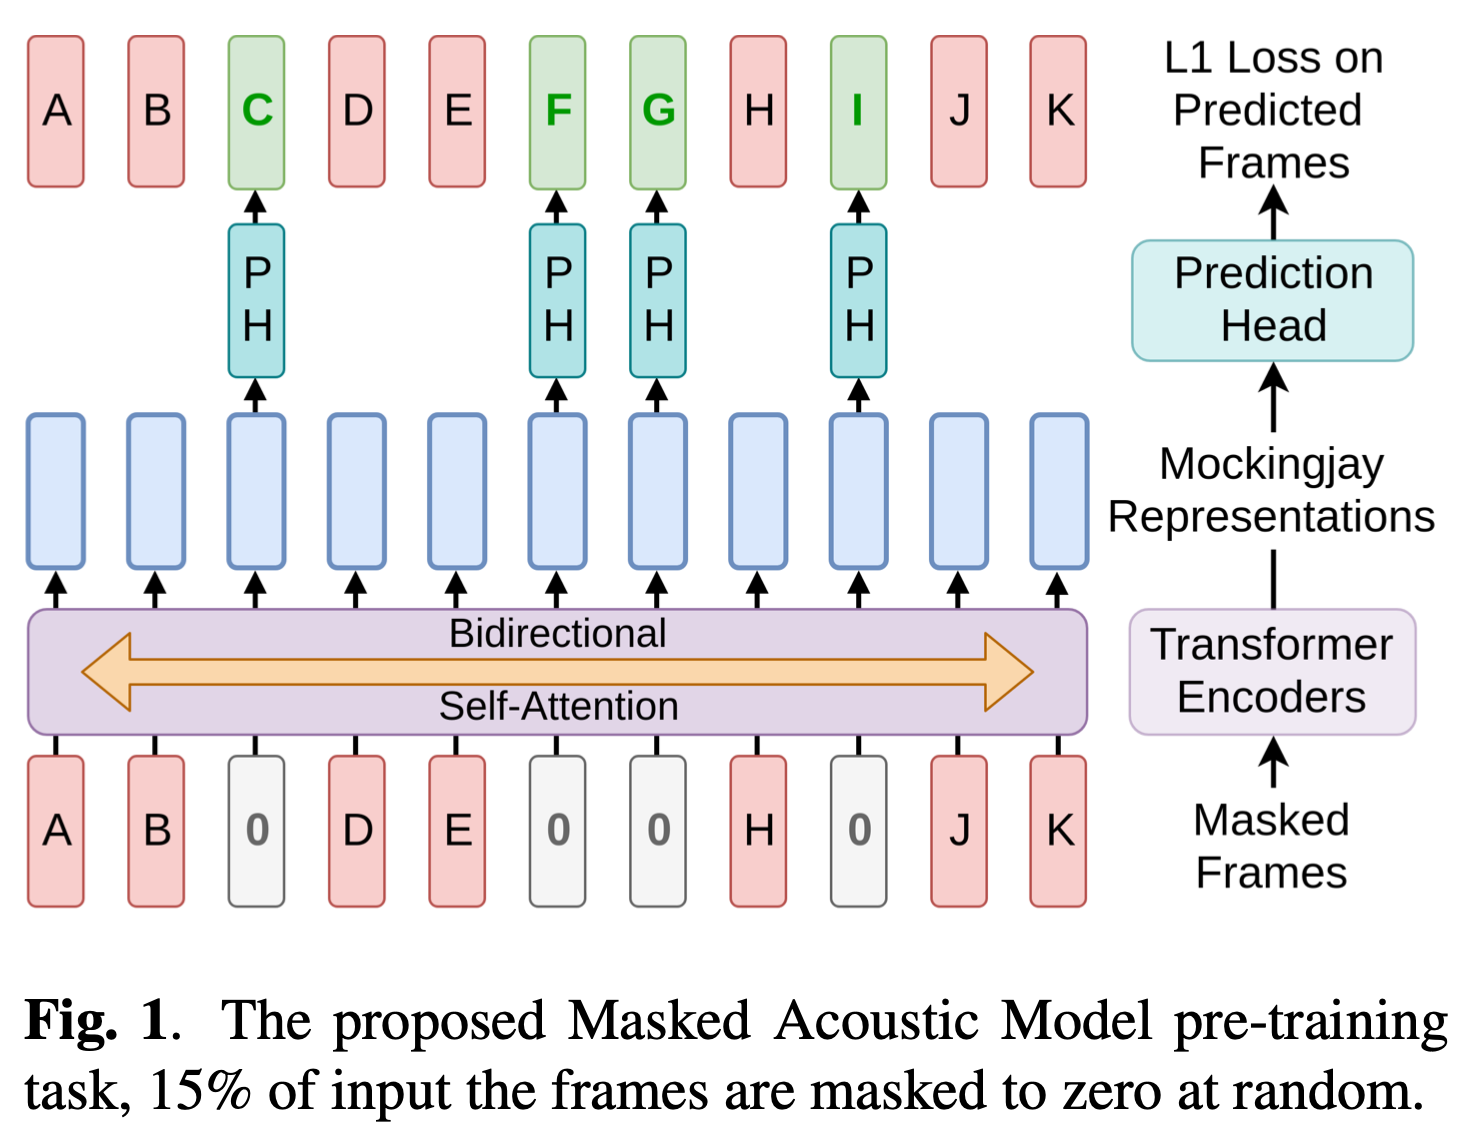 A B C D E F G H I J K
L1 Loss on
Predicted
Frames
P P P P
H H H H
Prediction
Head
Mockingjay
Representations
Bidirectional
Self-Attention
Transformer
Encoders
A B 0 D E 0 0 H 0 J K
Masked
Frames
Fig. 1. The proposed Masked Acoustic Model pre-training
task, 15% of input the frames are masked to zero at random.